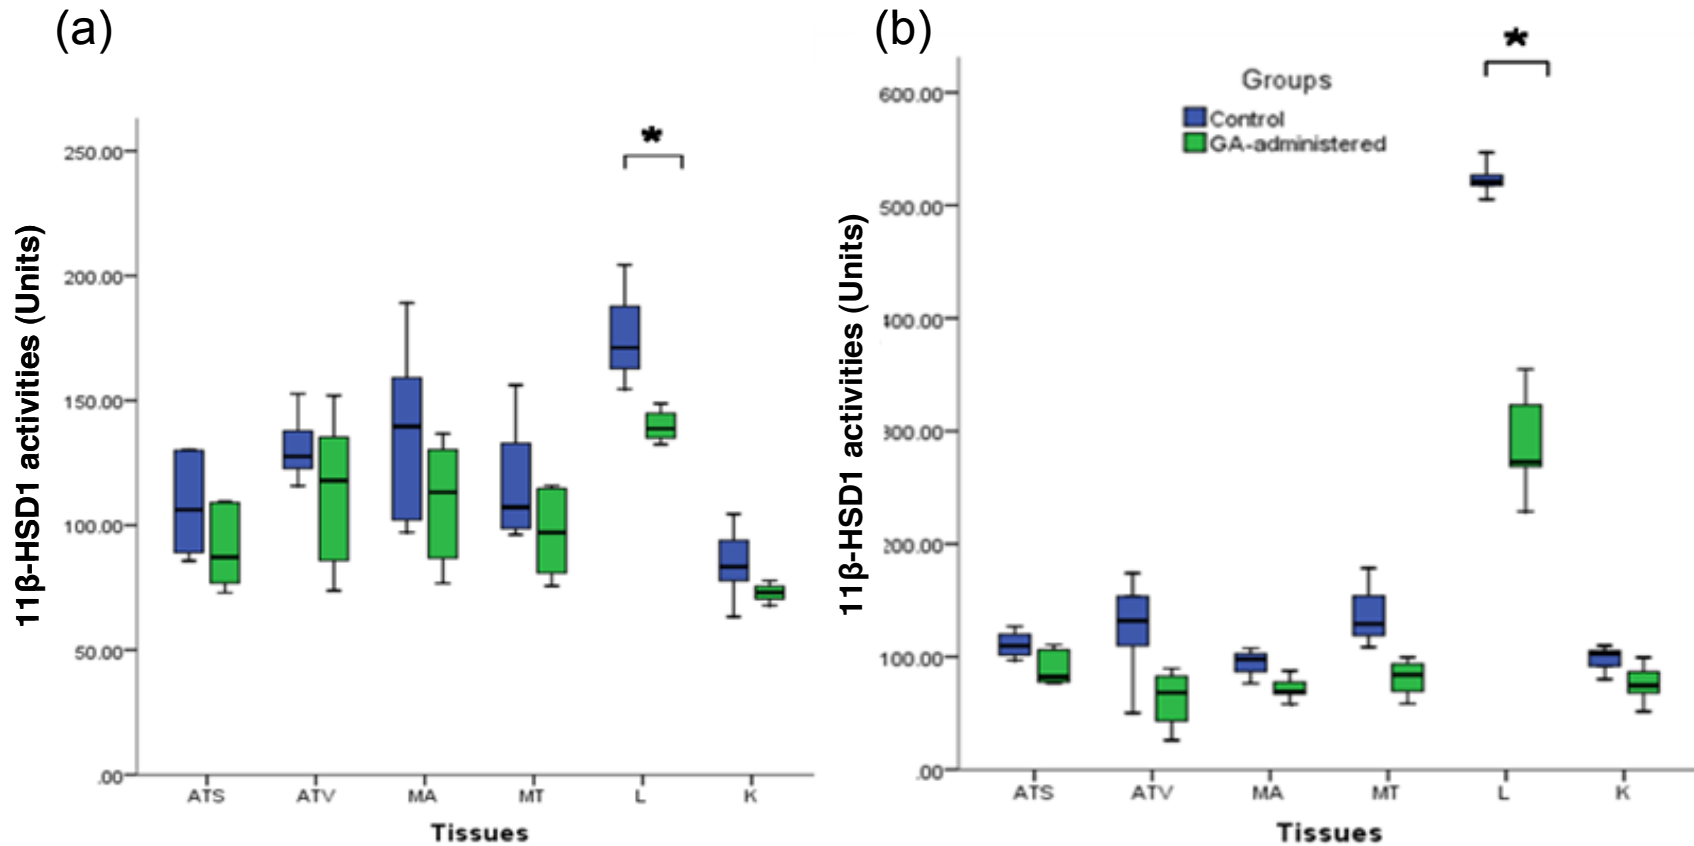 (a)
11β-HSD1 activities (Units)
250.00
200.00
150.00
100.00
50.00
.00
ATS ATV MA MT L K
Tissues
*
(b)
11β-HSD1 activities (Units)
600.00
500.00
400.00
300.00
200.00
100.00
.00
ATS ATV MA MT L K
Tissues
Groups
Control
GA-administered
*